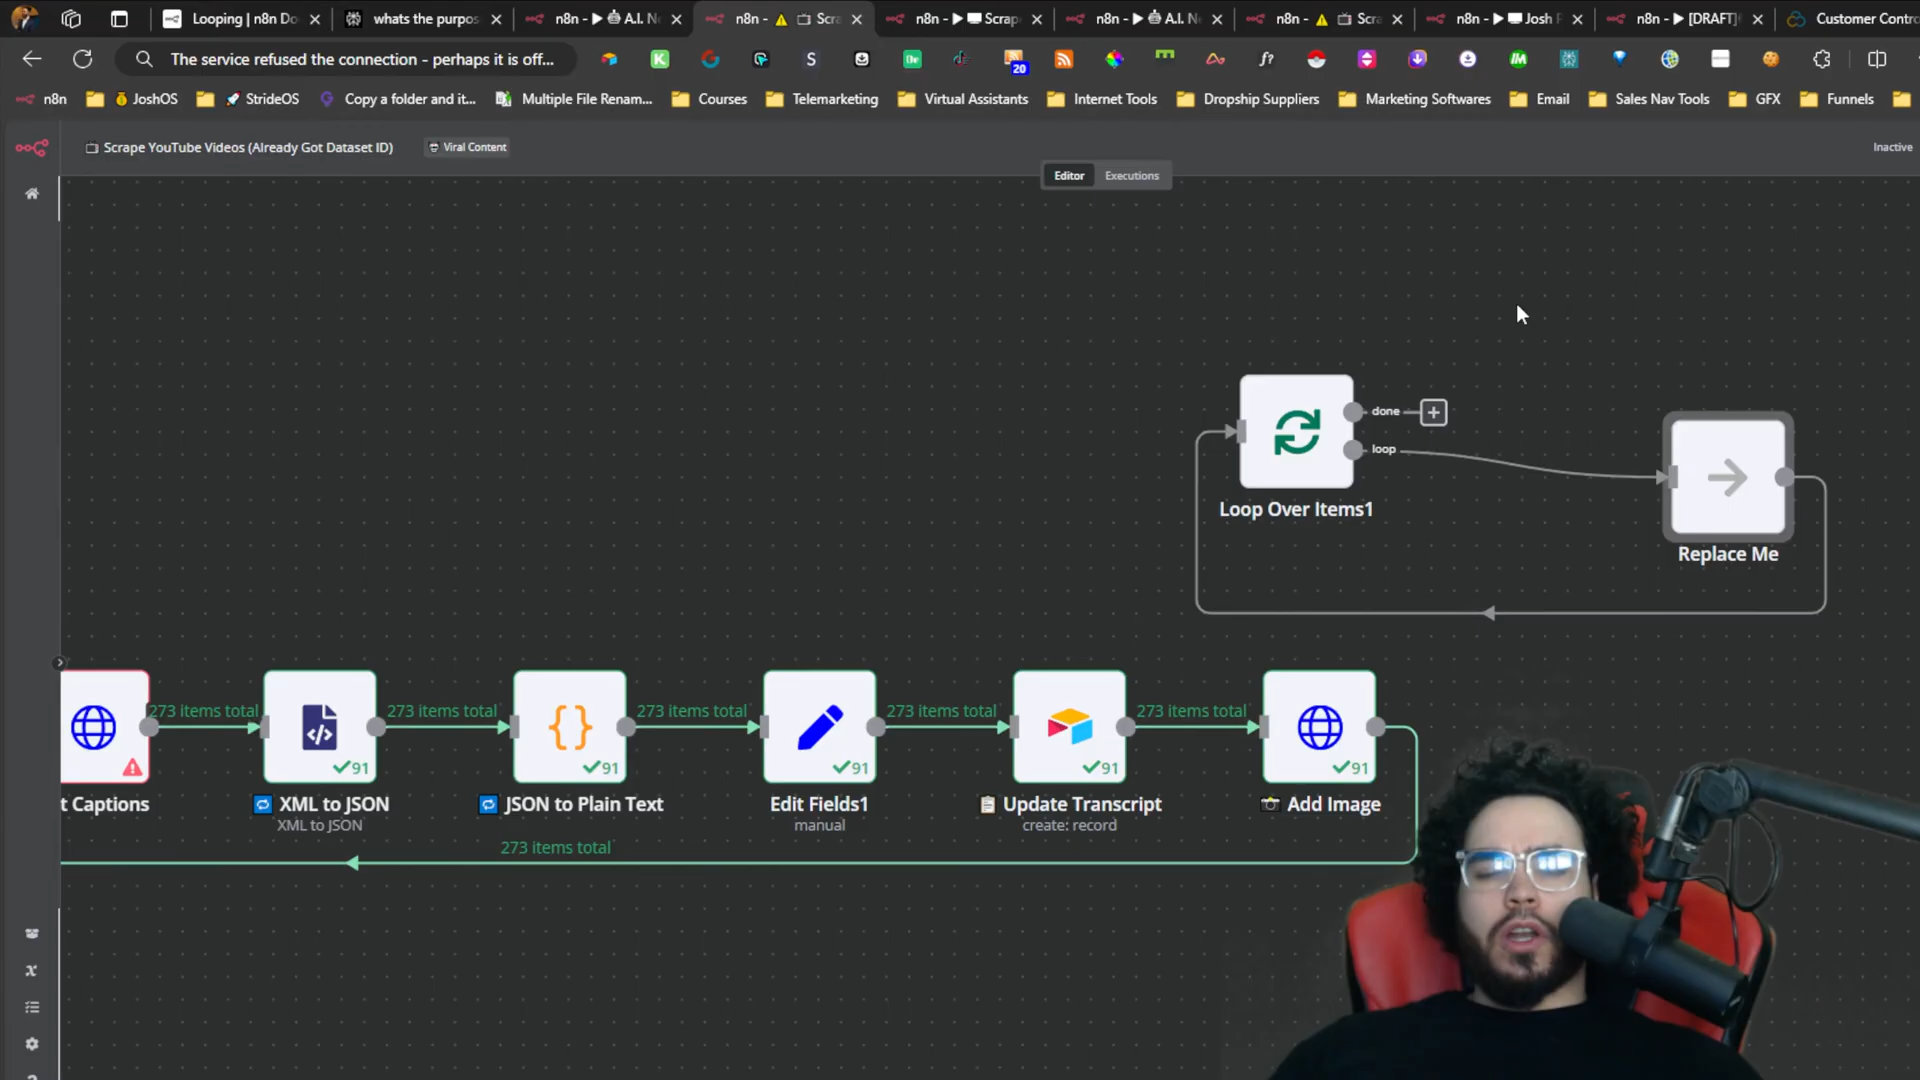 Looping | n8n Do
whats the purpos
n8n - ▶ A.I. N
n8n - ⚠ Scra
n8n - ▶ Scrap
n8n - ▶ A.I. N
n8n - ⚠ Scra
n8n - ▶ Josh F
n8n - ▶ [DRAFT]
Customer Contro
The service refused the connection - perhaps it is off...
20
n8n
JoshOS
StrideOS
Copy a folder and it...
Multiple File Renam...
Courses
Telemarketing
Virtual Assistants
Internet Tools
Dropship Suppliers
Marketing Softwares
Email
Sales Nav Tools
GFX
Funnels
Scrape YouTube Videos (Already Got Dataset ID)
Viral Content
Inactive
Editor
Executions
done
loop
Loop Over Items1
Replace Me
273 items total
273 items total
273 items total
273 items total
273 items total
91
91
91
91
91
t Captions
XML to JSON
JSON to Plain Text
Edit Fields1
Update Transcript
Add Image
XML to JSON
manual
create: record
273 items total